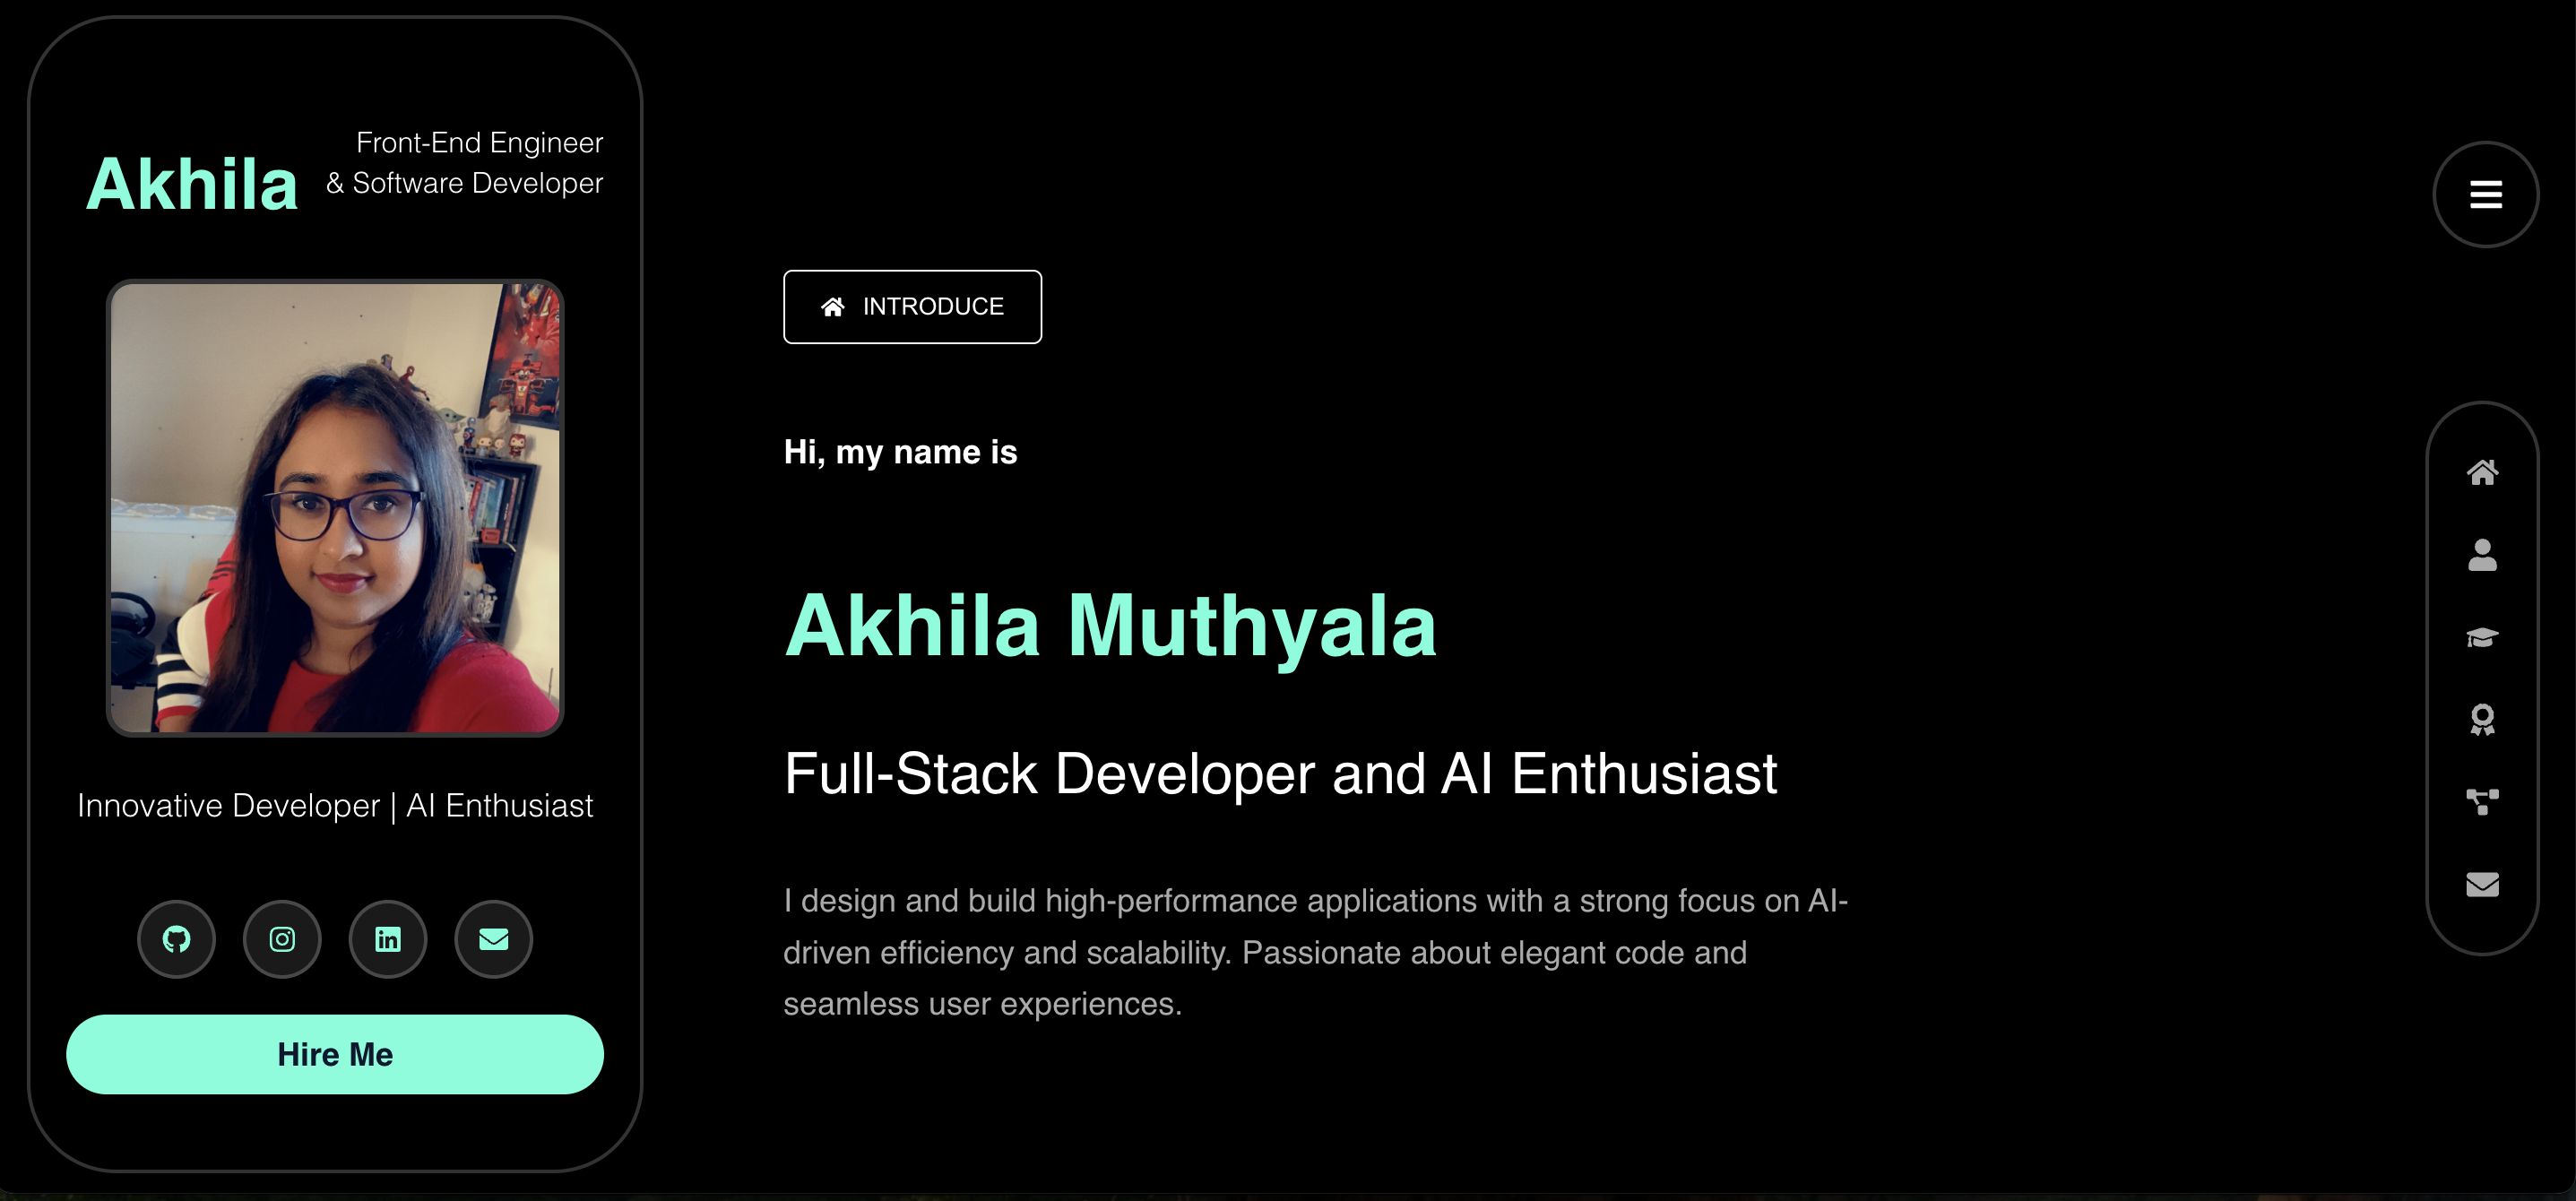 Akhila
Front-End Engineer
& Software Developer
Innovative Developer | AI Enthusiast
Hire Me
INTRODUCE
Hi, my name is
Akhila Muthyala
Full-Stack Developer and AI Enthusiast
I design and build high-performance applications with a strong focus on AI-
driven efficiency and scalability. Passionate about elegant code and
seamless user experiences.